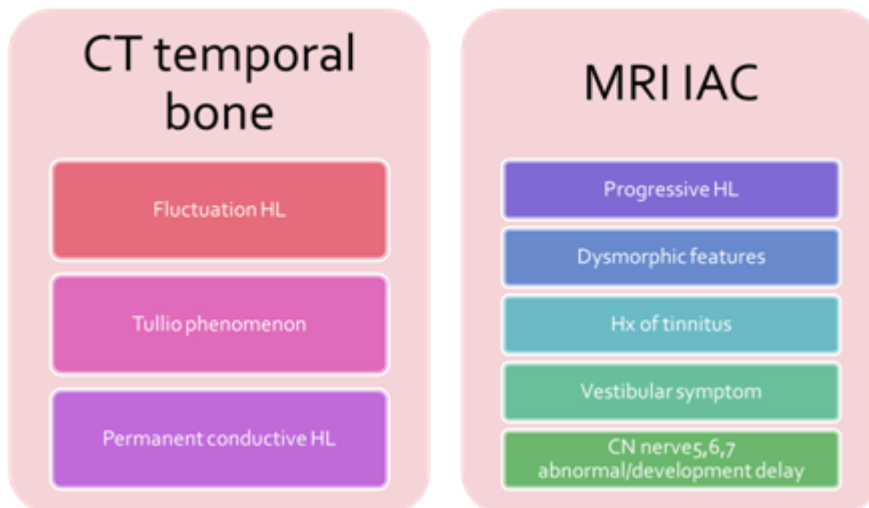 CT temporal
bone
Fluctuation HL
Tullio phenomenon
Permanent conductive HL
MRI IAC
Progressive HL
Dysmorphic features
Hx of tinnitus
Vestibular symptom
CN nerve5,6,7
abnormal/development delay